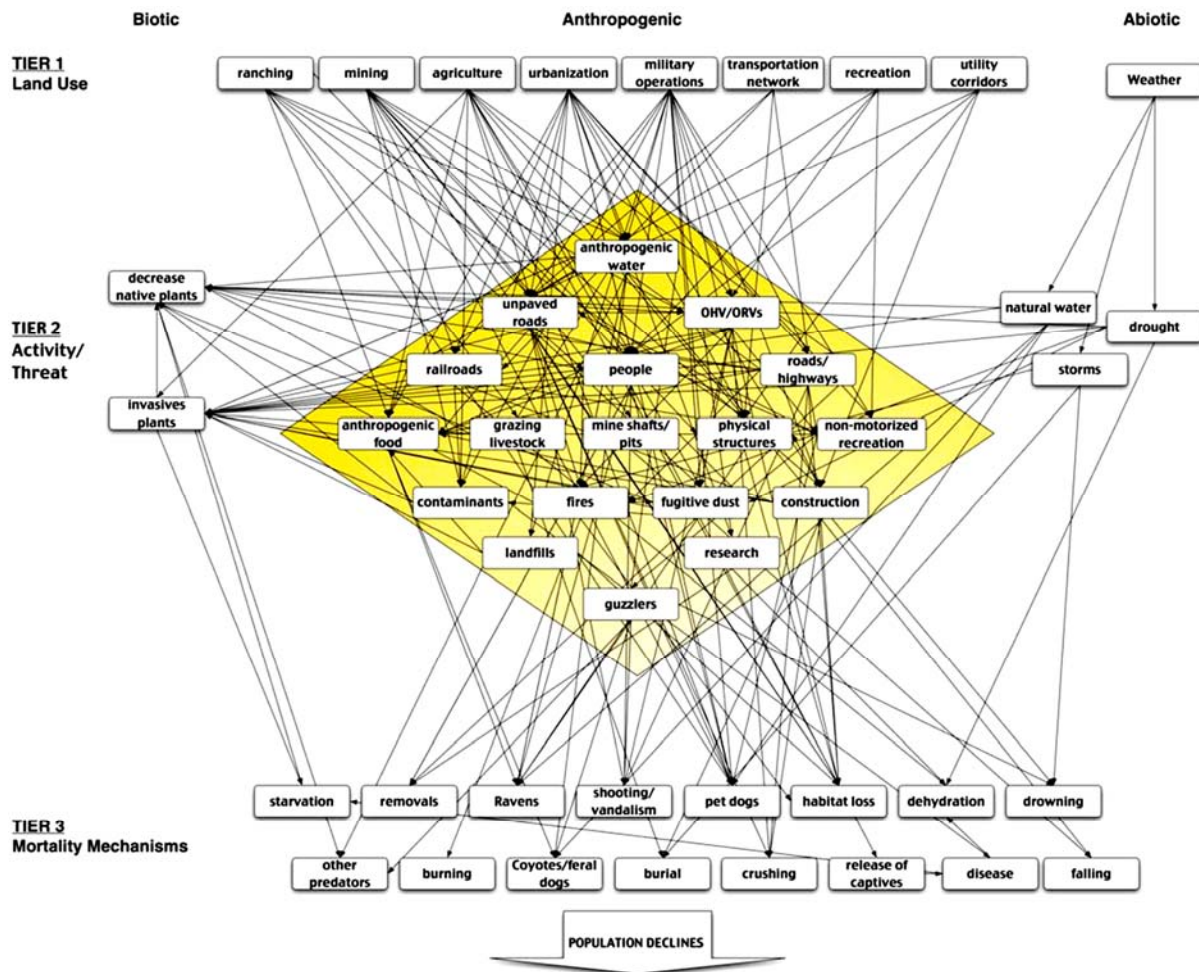 Biotic
Anthropogenic
Abiotic
TIER 1
Land Use
ranching
mining
agriculture
urbanization
military
operations
transportation
network
recreation
utility
corridors
Weather
TIER 2
Activity/
Threat
decrease
native plants
invasives
plants
anthropogenic
water
unpaved
roads
OHV/ORVs
railroads
people
roads/
highways
anthropogenic
food
grazing
livestock
mine shafts/
pits
physical
structures
non-motorized
recreation
contaminants
fires
fugitive dust
construction
landfills
research
guzzlers
natural water
drought
storms
TIER 3
Mortality Mechanisms
starvation
removals
Ravens
shooting/
vandalism
pet dogs
habitat loss
dehydration
drowning
other
predators
burning
Coyotes/feral
dogs
burial
crushing
release of
captives
disease
falling
POPULATION DECLINES